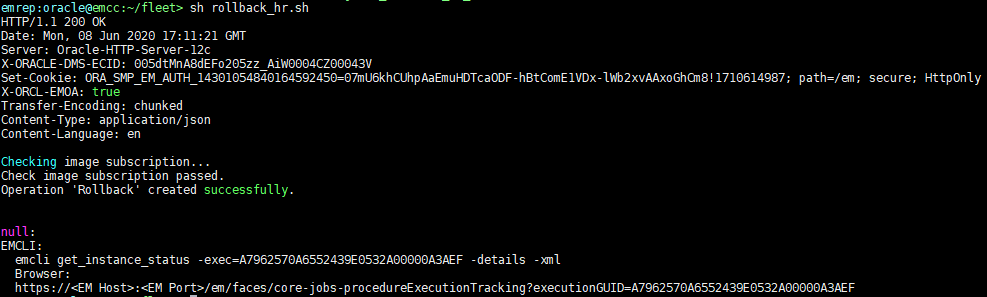 emrep:oracle@emcc:~/fleet> sh rollback_hr.sh
HTTP/1.1 200 OK
Date: Mon, 08 Jun 2020 17:11:21 GMT
Server: Oracle-HTTP-Server-12c
X-ORACLE-DMS-ECID: 005dtMnA8dEFo205zz_AiW0004CZ00043V
Set-Cookie: ORA_SMP_EM_AUTH_14301054840164592450=07mU6khCUhpAaEmuHDTcaODF-hBtComE1VDx-lWb2xvAAxoGhCm8!1710614987; path=/em; secure; HttpOnly
X-ORCL-EMOA: true
Transfer-Encoding: chunked
Content-Type: application/json
Content-Language: en
Checking image subscription...
Check image subscription passed.
Operation 'Rollback' created successfully.
null:
EMCLI:
emcli get_instance_status -exec=A7962570A6552439E0532A00000A3AEF -details -xml
Browser:
https://<EM Host>:<EM Port>/em/faces/core-jobs-procedureExecutionTracking?executionGUID=A7962570A6552439E0532A00000A3AEF